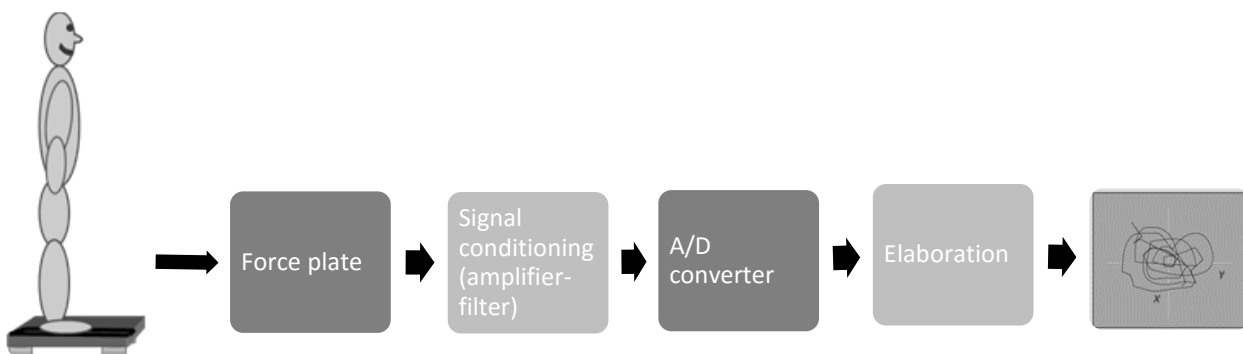 Force plate
Signal
conditioning
(amplifier-
filter)
A/D
converter
Elaboration
Y
X